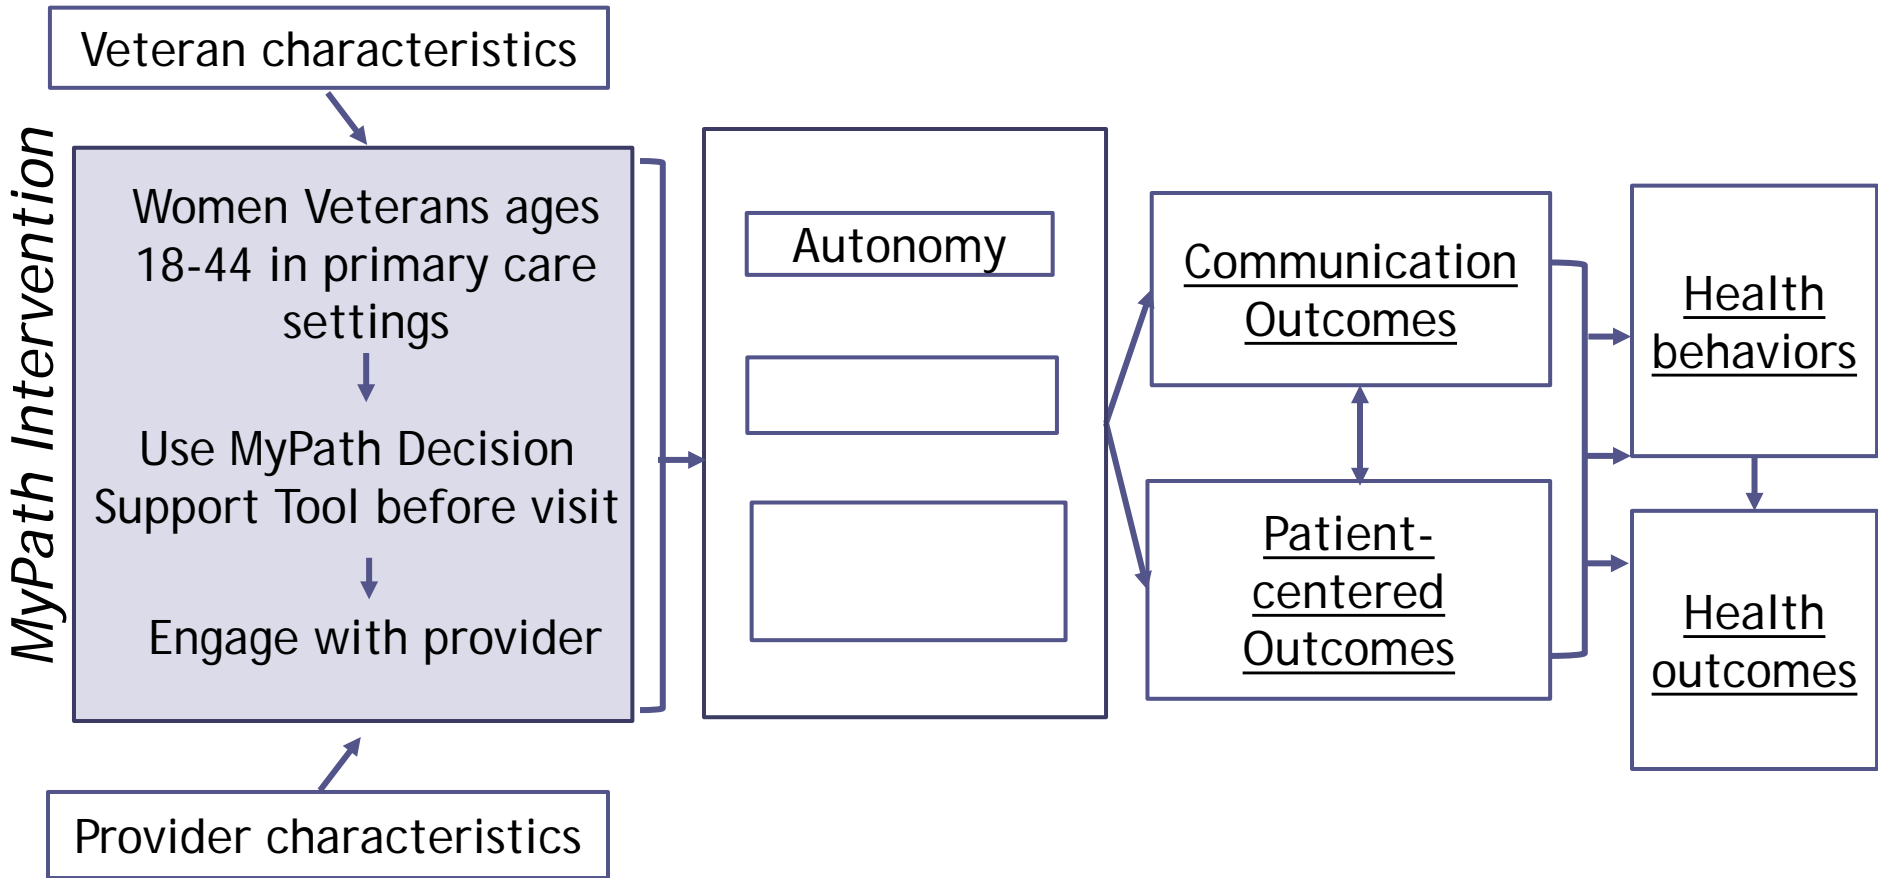 Veteran characteristics
MyPath Intervention
Women Veterans ages
18-44 in primary care
settings
Use MyPath Decision
Support Tool before visit
Engage with provider
Provider characteristics
Autonomy
Communication
Outcomes
Patient-
centered
Outcomes
Health
behaviors
Health
outcomes